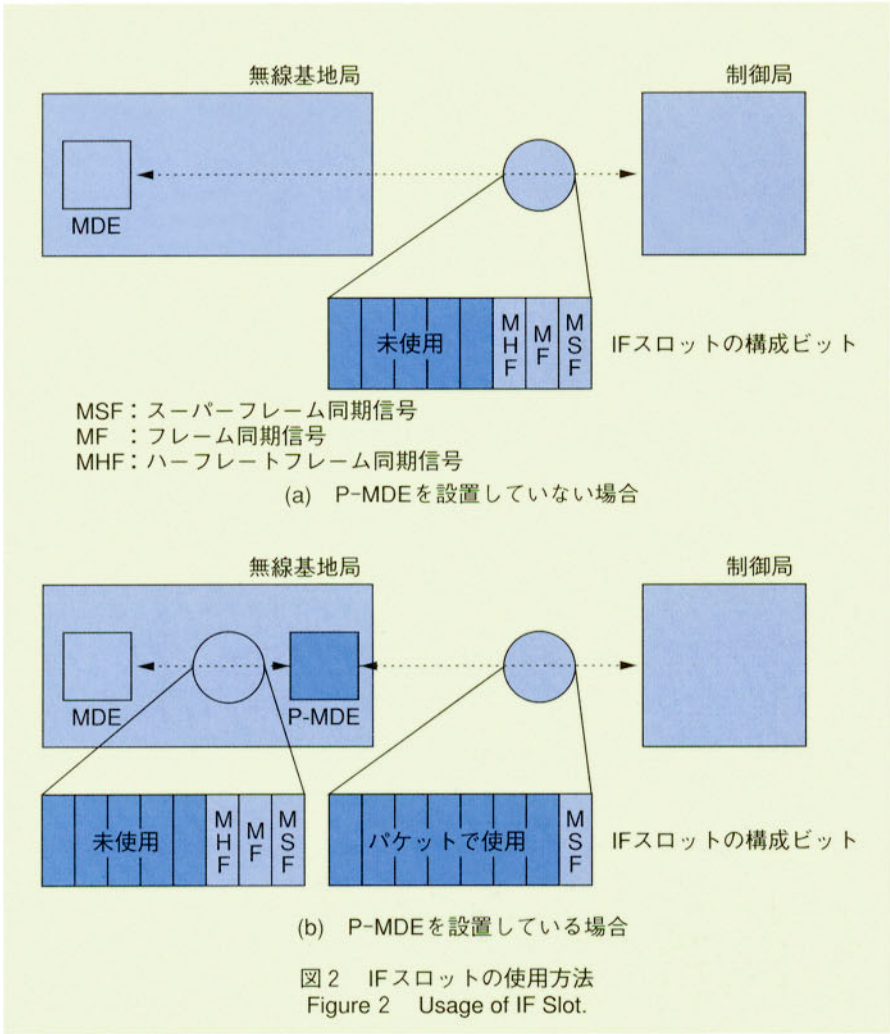 無線基地局
制御局
MDE
未使用
MHF
MF
MSF
IFスロットの構成ビット
MSF：スーパーフレーム同期信号
MF ：フレーム同期信号
MHF：ハーフレートフレーム同期信号
(a) P-MDEを設置していない場合
無線基地局
制御局
MDE
P-MDE
未使用
MHF
MF
MSF
パケットで使用
MSF
IFスロットの構成ビット
(b) P-MDEを設置している場合
図2 IFスロットの使用方法
Figure 2 Usage of IF Slot.